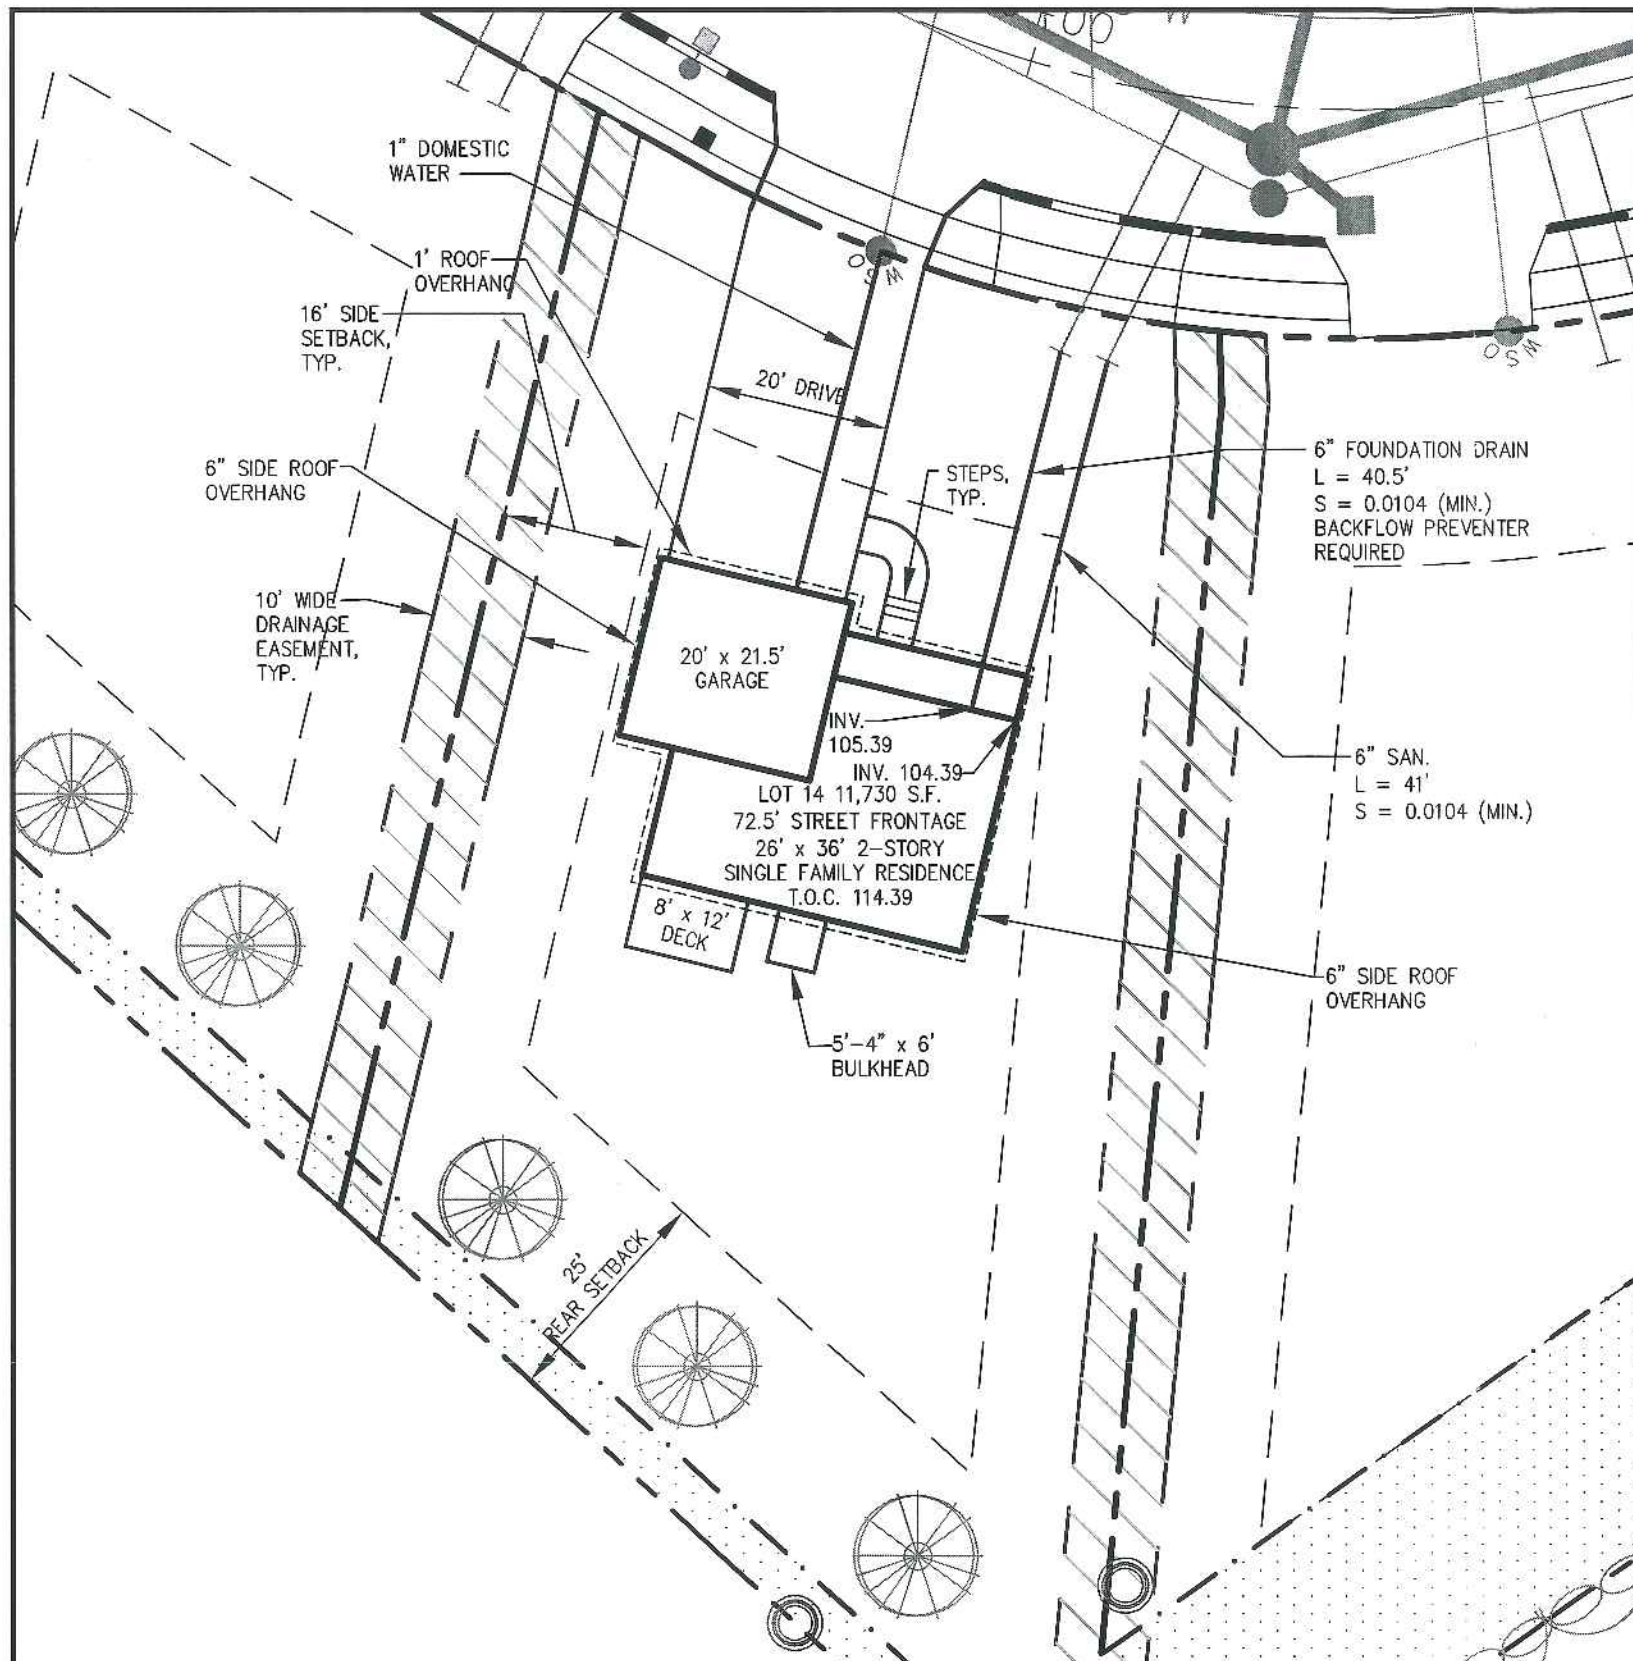 100
W
1" DOMESTIC
WATER
1' ROOF
OVERHANG
16' SIDE
SETBACK,
TYP.
WSO
WSO
20' DRIVE
6" SIDE ROOF
OVERHANG
STEPS,
TYP.
6" FOUNDATION DRAIN
L = 40.5'
S = 0.0104 (MIN.)
BACKFLOW PREVENTER
REQUIRED
10' WIDE
DRAINAGE
EASEMENT,
TYP.
20' x 21.5'
GARAGE
INV.
105.39
INV. 104.39
LOT 14 11,730 S.F.
72.5' STREET FRONTAGE
26' x 36' 2-STORY
SINGLE FAMILY RESIDENCE
T.O.C. 114.39
6" SAN.
L = 41'
S = 0.0104 (MIN.)
8' x 12'
DECK
6" SIDE ROOF
OVERHANG
5'-4" x 6'
BULKHEAD
25'
REAR SETBACK